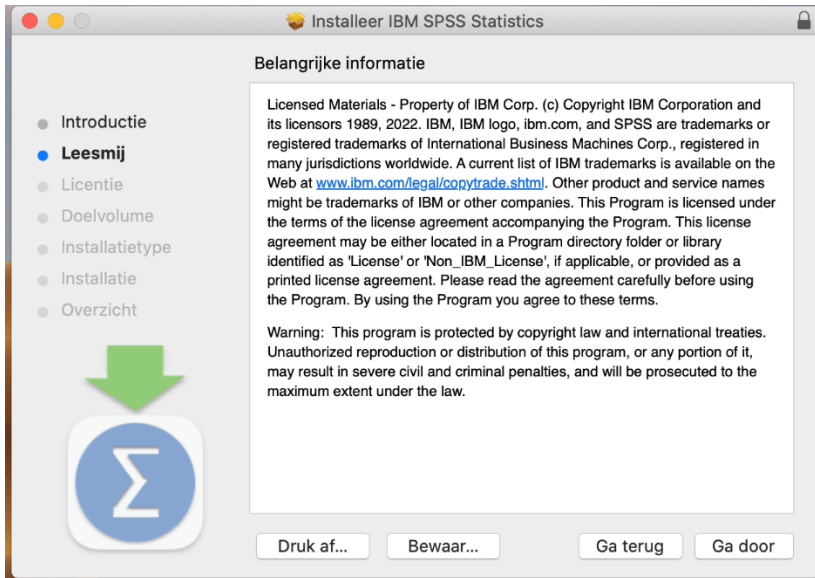 Installeer IBM SPSS Statistics
Belangrijke informatie
Introductie
Leesmij
Licentie
Doelvolume
Installatietype
Installatie
Overzicht
Licensed Materials - Property of IBM Corp. (c) Copyright IBM Corporation and
its licensors 1989, 2022. IBM, IBM logo, ibm.com, and SPSS are trademarks or
registered trademarks of International Business Machines Corp., registered in
many jurisdictions worldwide. A current list of IBM trademarks is available on the
Web at www.ibm.com/legal/copytrade.shtml. Other product and service names
might be trademarks of IBM or other companies. This Program is licensed under
the terms of the license agreement accompanying the Program. This license
agreement may be either located in a Program directory folder or library
identified as 'License' or 'Non_IBM_License', if applicable, or provided as a
printed license agreement. Please read the agreement carefully before using
the Program. By using the Program you agree to these terms.
Warning:  This program is protected by copyright law and international treaties.
Unauthorized reproduction or distribution of this program, or any portion of it,
may result in severe civil and criminal penalties, and will be prosecuted to the
maximum extent under the law.
Σ
Druk af... Bewaar... Ga terug Ga door